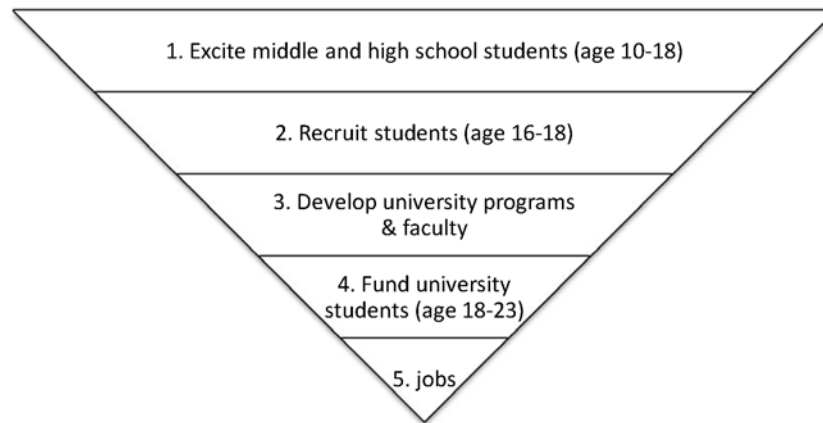 1. Excite middle and high school students (age 10-18)
2. Recruit students (age 16-18)
3. Develop university programs
& faculty
4. Fund university
students (age 18-23)
5. jobs